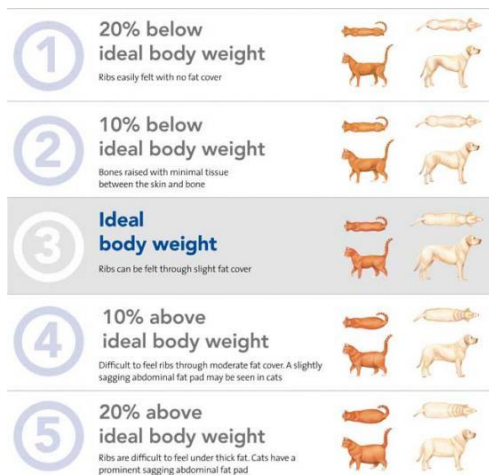 1
20% below
ideal body weight
Ribs easily felt with no fat cover
2
10% below
ideal body weight
Bones raised with minimal tissue
between the skin and bone
3
Ideal
body weight
Ribs can be felt through slight fat cover
4
10% above
ideal body weight
Difficult to feel ribs through moderate fat cover. A slightly
sagging abdominal fat pad may be seen in cats
5
20% above
ideal body weight
Ribs are difficult to feel under thick fat. Cats have a
prominent sagging abdominal fat pad